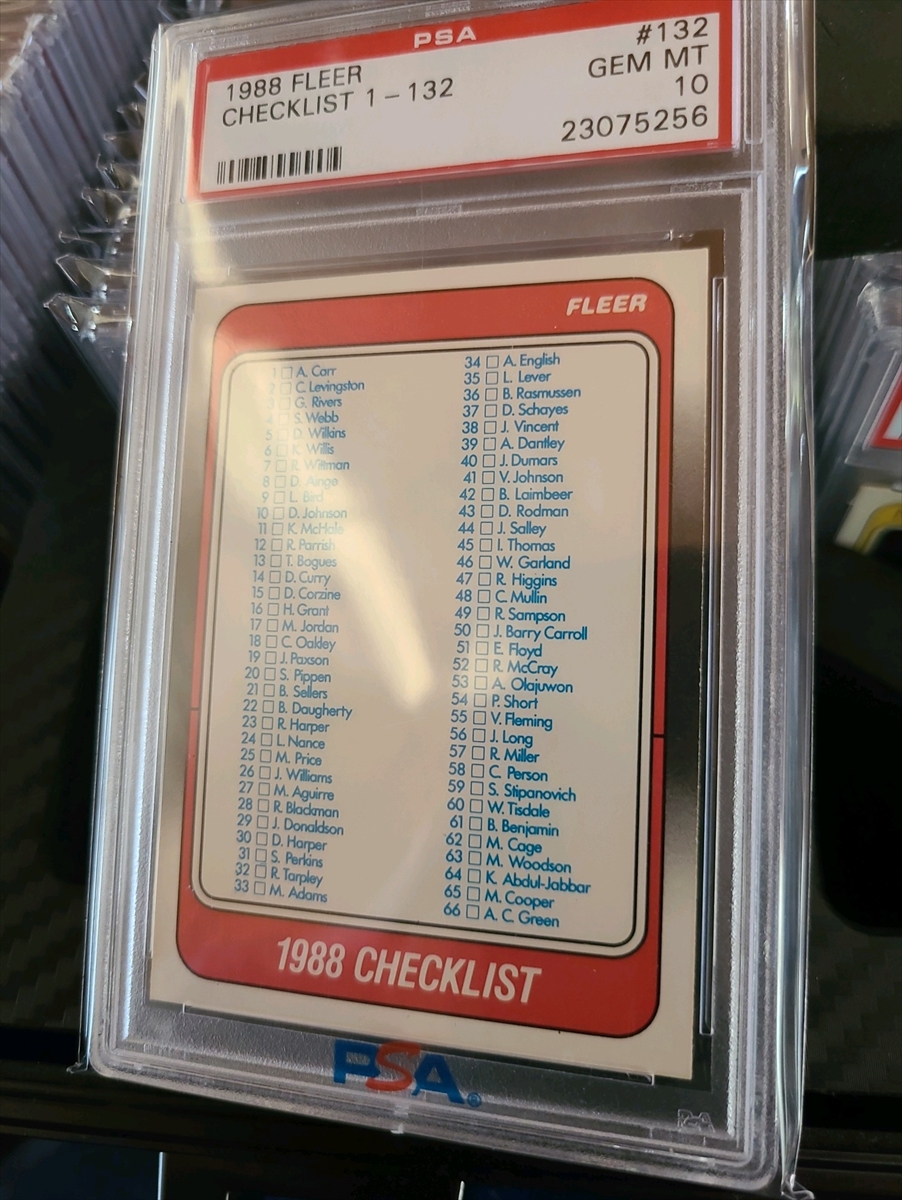 PSA
1988 FLEER #132
CHECKLIST 1-132 GEM MT
10
23075256
FLEER
1 A. Carr
2 C. Levingston
3 G. Rivers
4 S. Webb
5 D. Wilkins
6 K. Willis
7 R. Wittman
8 D. Ainge
9 L. Bird
10 D. Johnson
11 K. McHale
12 R. Parrish
13 T. Bogues
14 D. Curry
15 D. Corzine
16 H. Grant
17 M. Jordan
18 C. Oakley
19 J. Paxson
20 S. Pippen
21 B. Sellers
22 B. Daugherty
23 R. Harper
24 L. Nance
25 M. Price
26 J. Williams
27 M. Aguirre
28 R. Blackman
29 J. Donaldson
30 D. Harper
31 S. Perkins
32 R. Tarpley
33 M. Adams
34 A. English
35 L. Lever
36 B. Rasmussen
37 D. Schayes
38 J. Vincent
39 A. Dantley
40 J. Dumars
41 V. Johnson
42 B. Laimbeer
43 D. Rodman
44 J. Salley
45 I. Thomas
46 W. Garland
47 R. Higgins
48 C. Mullin
49 R. Sampson
50 J. Barry Carroll
51 E. Floyd
52 R. McCray
53 A. Olajuwon
54 P. Short
55 V. Fleming
56 J. Long
57 R. Miller
58 C. Person
59 S. Stipanovich
60 W. Tisdale
61 B. Benjamin
62 M. Cage
63 M. Woodson
64 K. Abdul-Jabbar
65 M. Cooper
66 A. C. Green
1988 CHECKLIST
PSA®